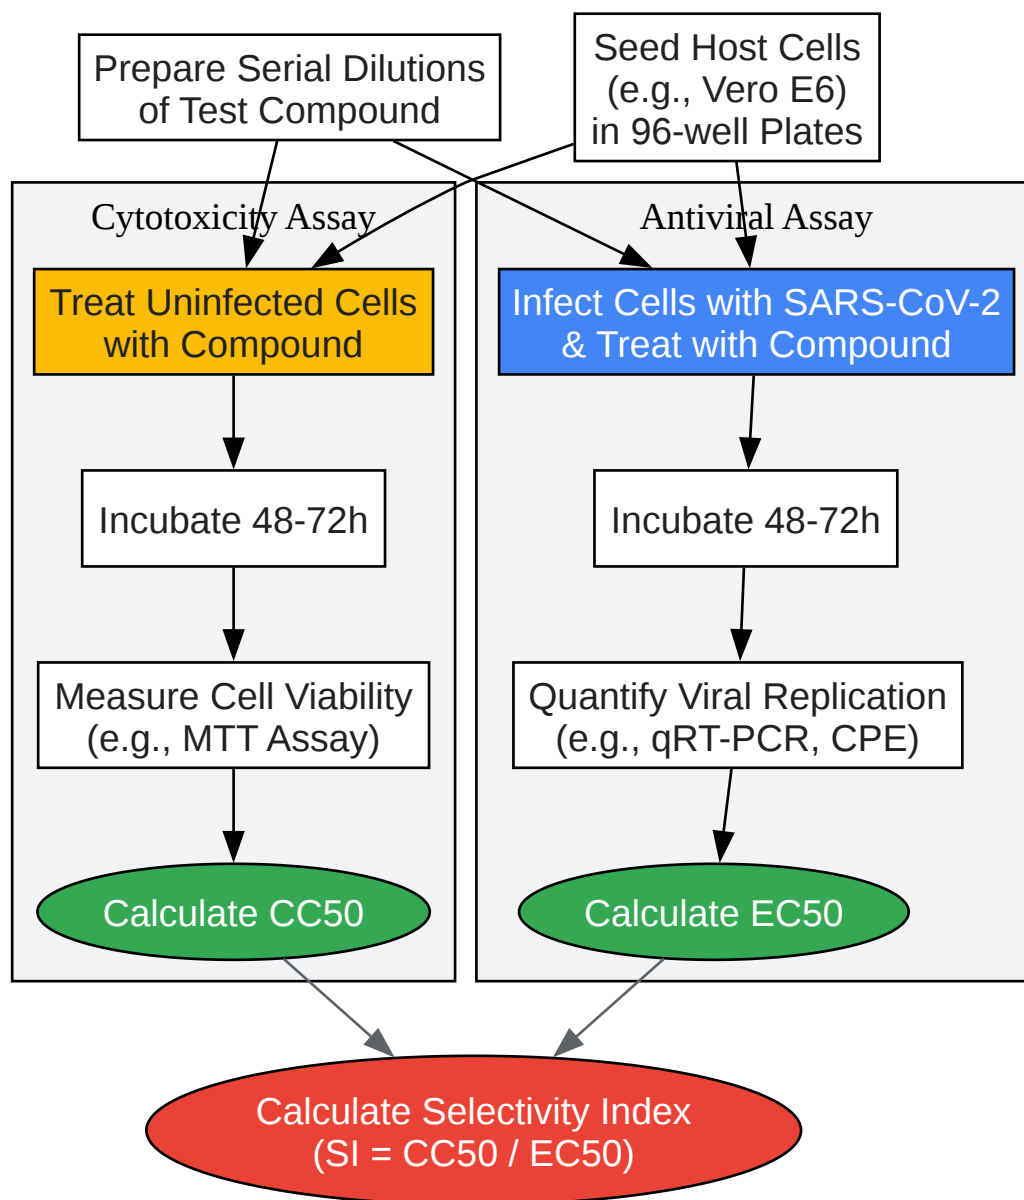 Prepare Serial Dilutions
of Test Compound
Seed Host Cells
(e.g., Vero E6)
in 96-well Plates
Cytotoxicity Assay
Antiviral Assay
Treat Uninfected Cells
with Compound
Infect Cells with SARS-CoV-2
& Treat with Compound
Incubate 48-72h
Incubate 48-72h
Measure Cell Viability
(e.g., MTT Assay)
Quantify Viral Replication
(e.g., qRT-PCR, CPE)
Calculate CC50
Calculate EC50
Calculate Selectivity Index
(SI = CC50 / EC50)